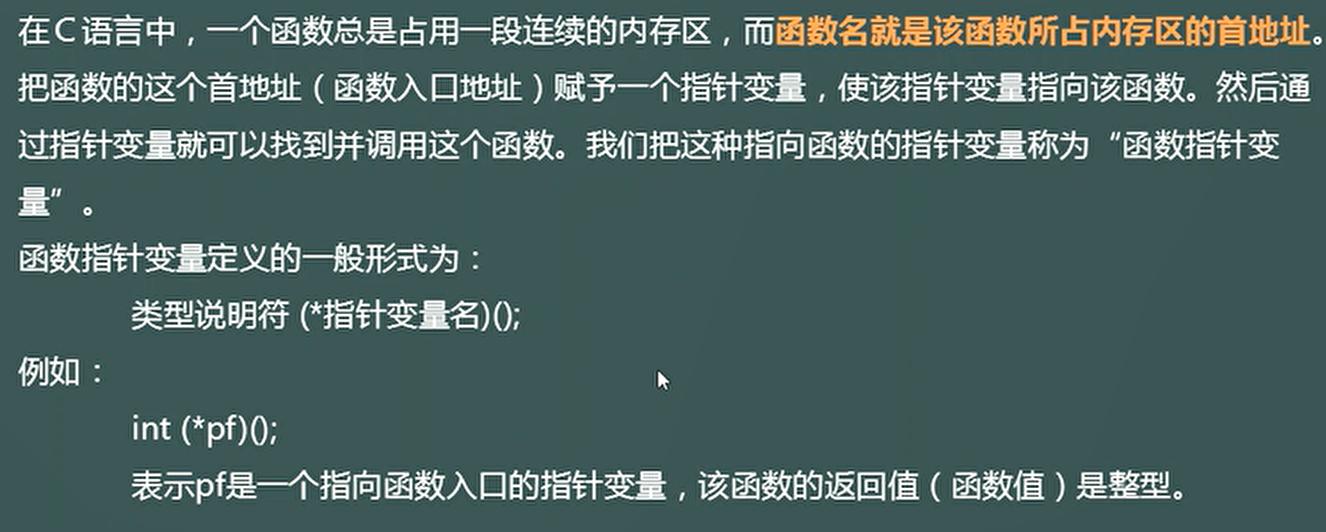 在C语言中，一个函数总是占用一段连续的内存区，而函数名就是该函数所占内存区的首地址。
把函数的这个首地址（函数入口地址）赋予一个指针变量，使该指针变量指向该函数。然后通
过指针变量就可以找到并调用这个函数。我们把这种指向函数的指针变量称为“函数指针变
量”。
函数指针变量定义的一般形式为：
类型说明符 (*指针变量名)();
例如：
int (*pf)();
表示pf是一个指向函数入口的指针变量，该函数的返回值（函数值）是整型。